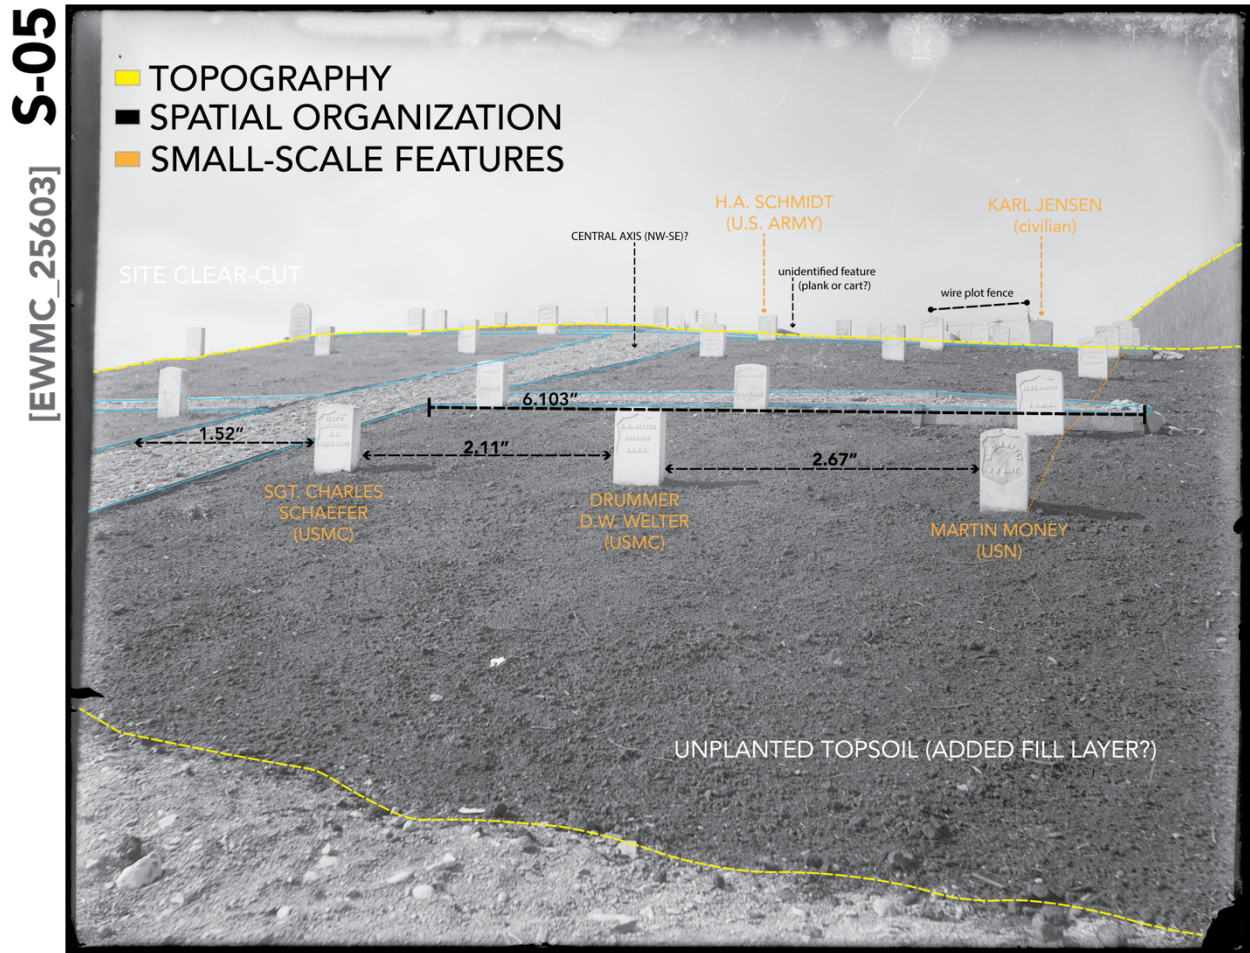 S-05
[EWMC_25603]
TOPOGRAPHY
SPATIAL ORGANIZATION
SMALL-SCALE FEATURES
H.A. SCHMIDT
(U.S. ARMY)
KARL JENSEN
(civilian)
CENTRAL AXIS (NW-SE)?
SITE CLEAR-CUT
unidentified feature
(plank or cart?)
wire plot fence
6.103"
1.52"
2.11"
2.67"
SGT. CHARLES
SCHAEFER
(USMC)
DRUMMER
D.W. WELTER
(USMC)
MARTIN MONEY
(USN)
UNPLANTED TOPSOIL (ADDED FILL LAYER?)